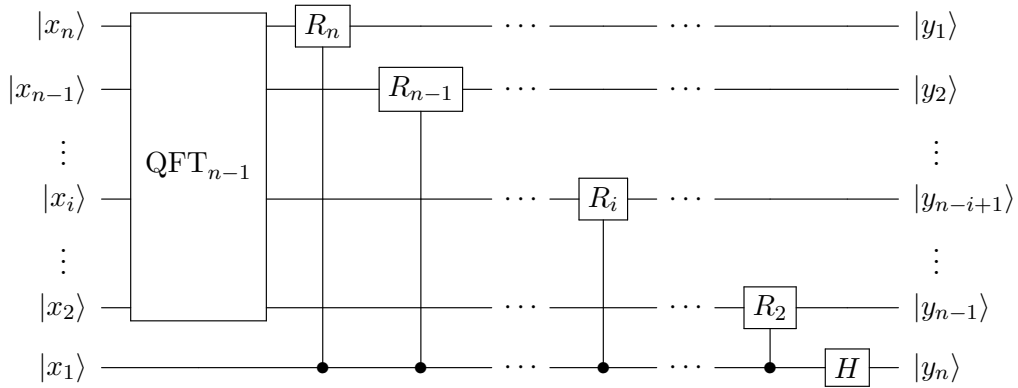 |x_n⟩ R_n ··· ··· |y_1⟩
|x_{n−1}⟩ R_{n−1} ··· ··· |y_2⟩
⋮ QFT_{n−1} ⋮
|x_i⟩ ··· R_i ··· |y_{n−i+1}⟩
⋮ ⋮
|x_2⟩ ··· ··· R_2 |y_{n−1}⟩
|x_1⟩ ··· ··· H |y_n⟩